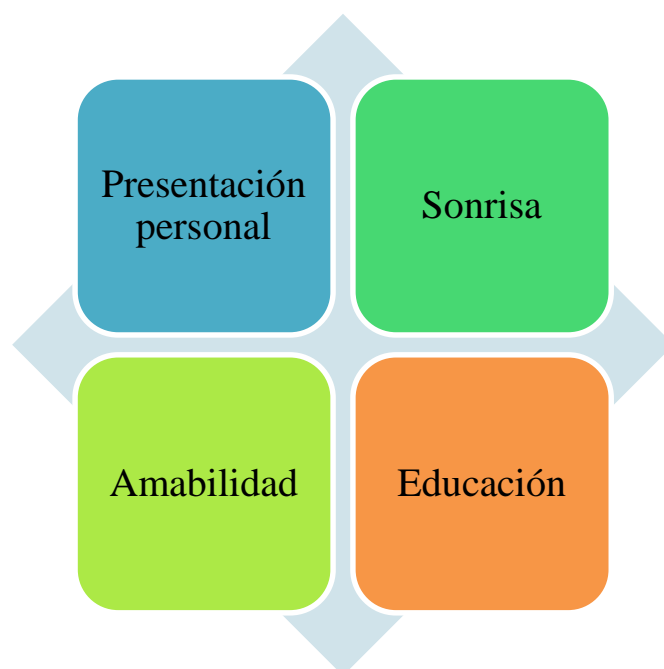 Presentación
personal
Sonrisa
Amabilidad
Educación